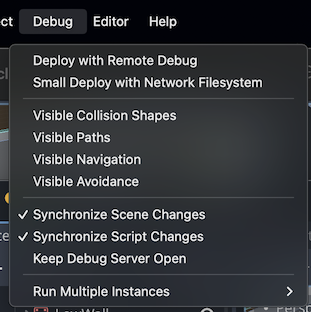 ct Debug Editor Help
Deploy with Remote Debug
Small Deploy with Network Filesystem
Visible Collision Shapes
Visible Paths
Visible Navigation
Visible Avoidance
✓ Synchronize Scene Changes
✓ Synchronize Script Changes
Keep Debug Server Open
Run Multiple Instances >